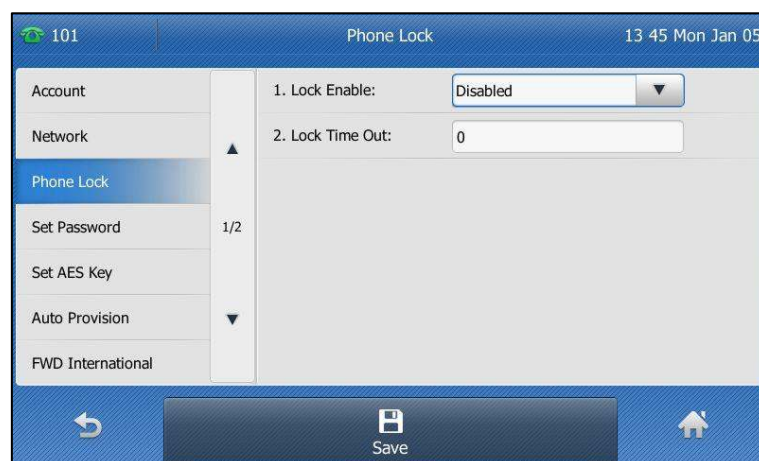 101 Phone Lock 13 45 Mon Jan 05
Account
Network
Phone Lock
Set Password
Set AES Key
Auto Provision
FWD International
1/2
1. Lock Enable: Disabled
2. Lock Time Out: 0
Save